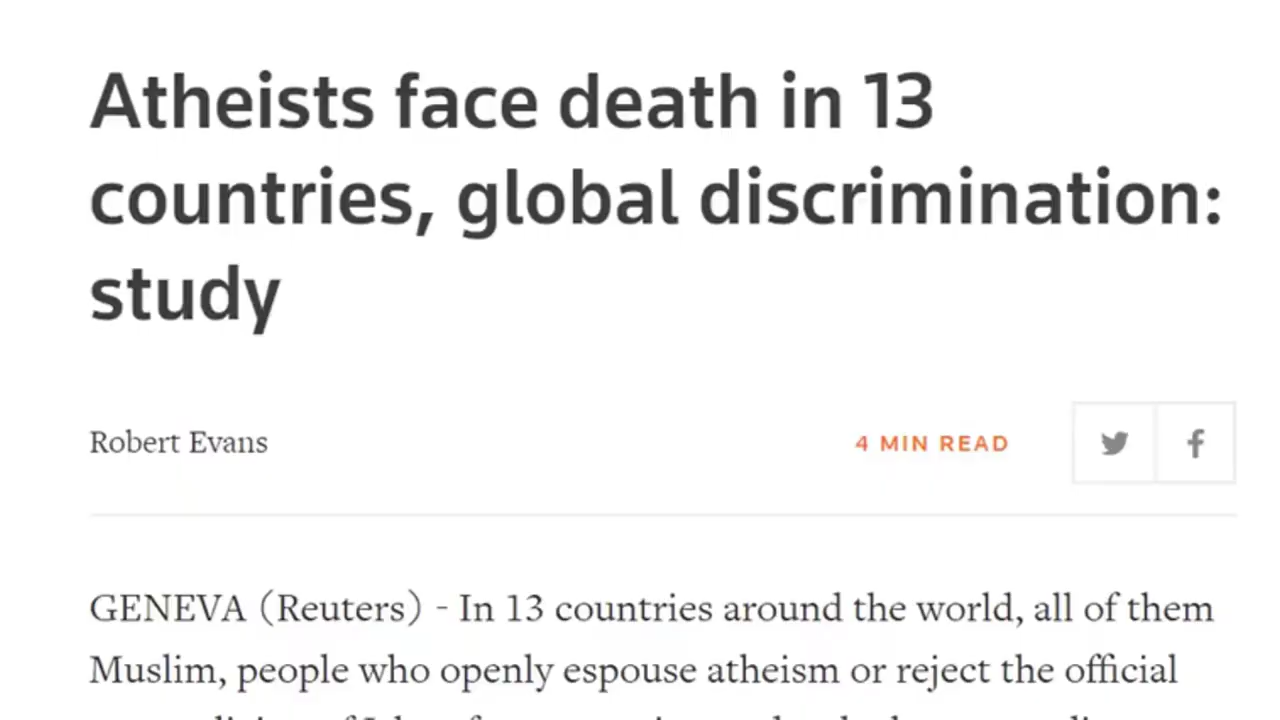 Atheists face death in 13
countries, global discrimination:
study
Robert Evans
4 MIN READ
GENEVA (Reuters) - In 13 countries around the world, all of them
Muslim, people who openly espouse atheism or reject the official